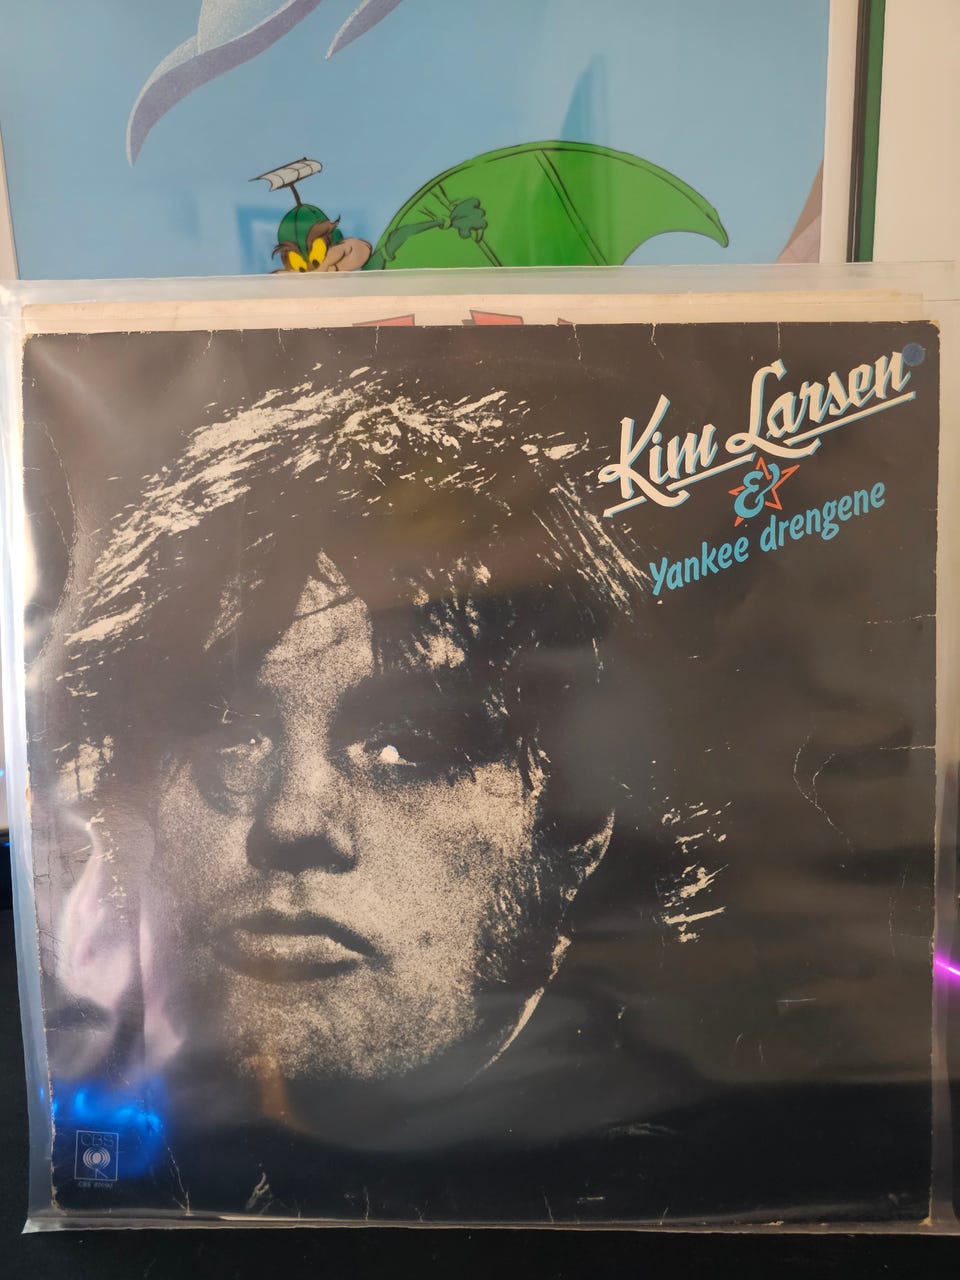 Kim Larsen
&
Yankee drengene
CBS